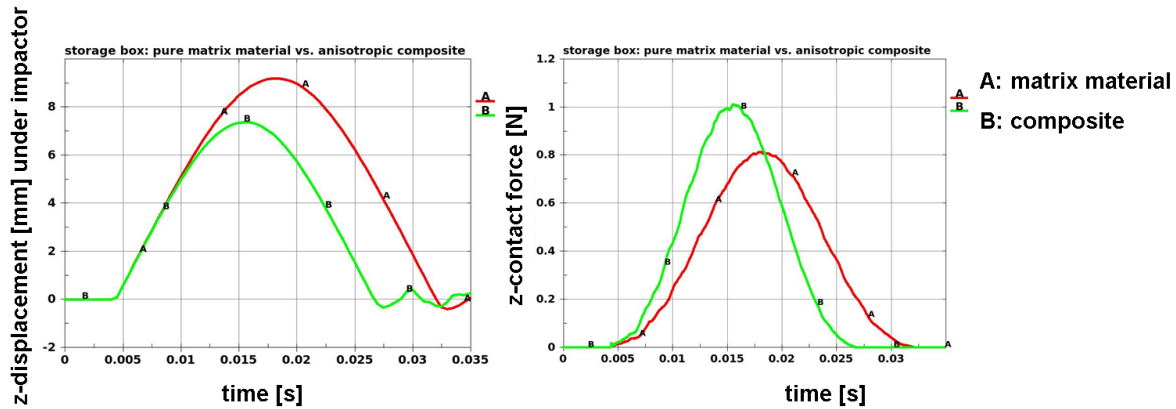 storage box: pure matrix material vs. anisotropic composite
z-displacement [mm] under impactor
8
6
4
2
0
-2
0 0.005 0.01 0.015 0.02 0.025 0.03 0.035
time [s]
A
B
A
B
A
B
B
A
A
B
B
A
storage box: pure matrix material vs. anisotropic composite
z-contact force [N]
1.2
1
0.8
0.6
0.4
0.2
0
0 0.005 0.01 0.015 0.02 0.025 0.03
time [s]
B
A
B
A
B
A
B
A
B
A
A
B
A: matrix material
B: composite